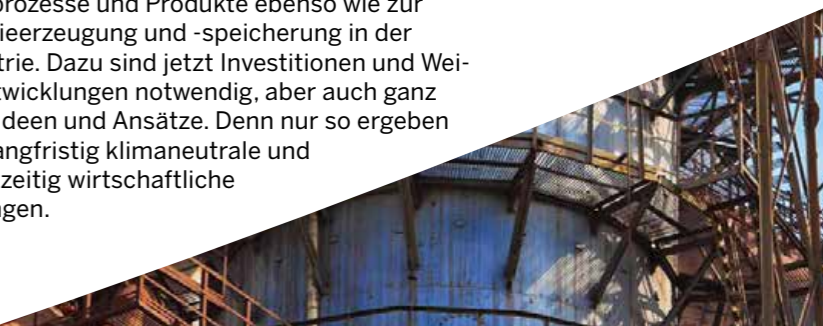 prozesse und Produkte ebenso wie zur
ieerzeugung und -speicherung in der
trie. Dazu sind jetzt Investitionen und Wei-
twicklungen notwendig, aber auch ganz
deen und Ansätze. Denn nur so ergeben
angfristig klimaneutrale und
zeitig wirtschaftliche
ngen.